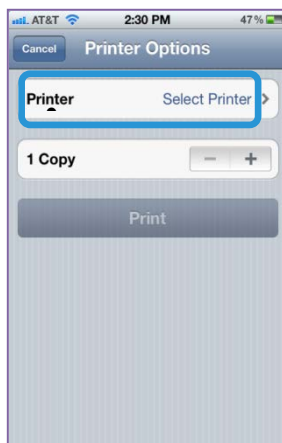 AT&T 2:30 PM 47%
Cancel Printer Options
Printer Select Printer
1 Copy − +
Print